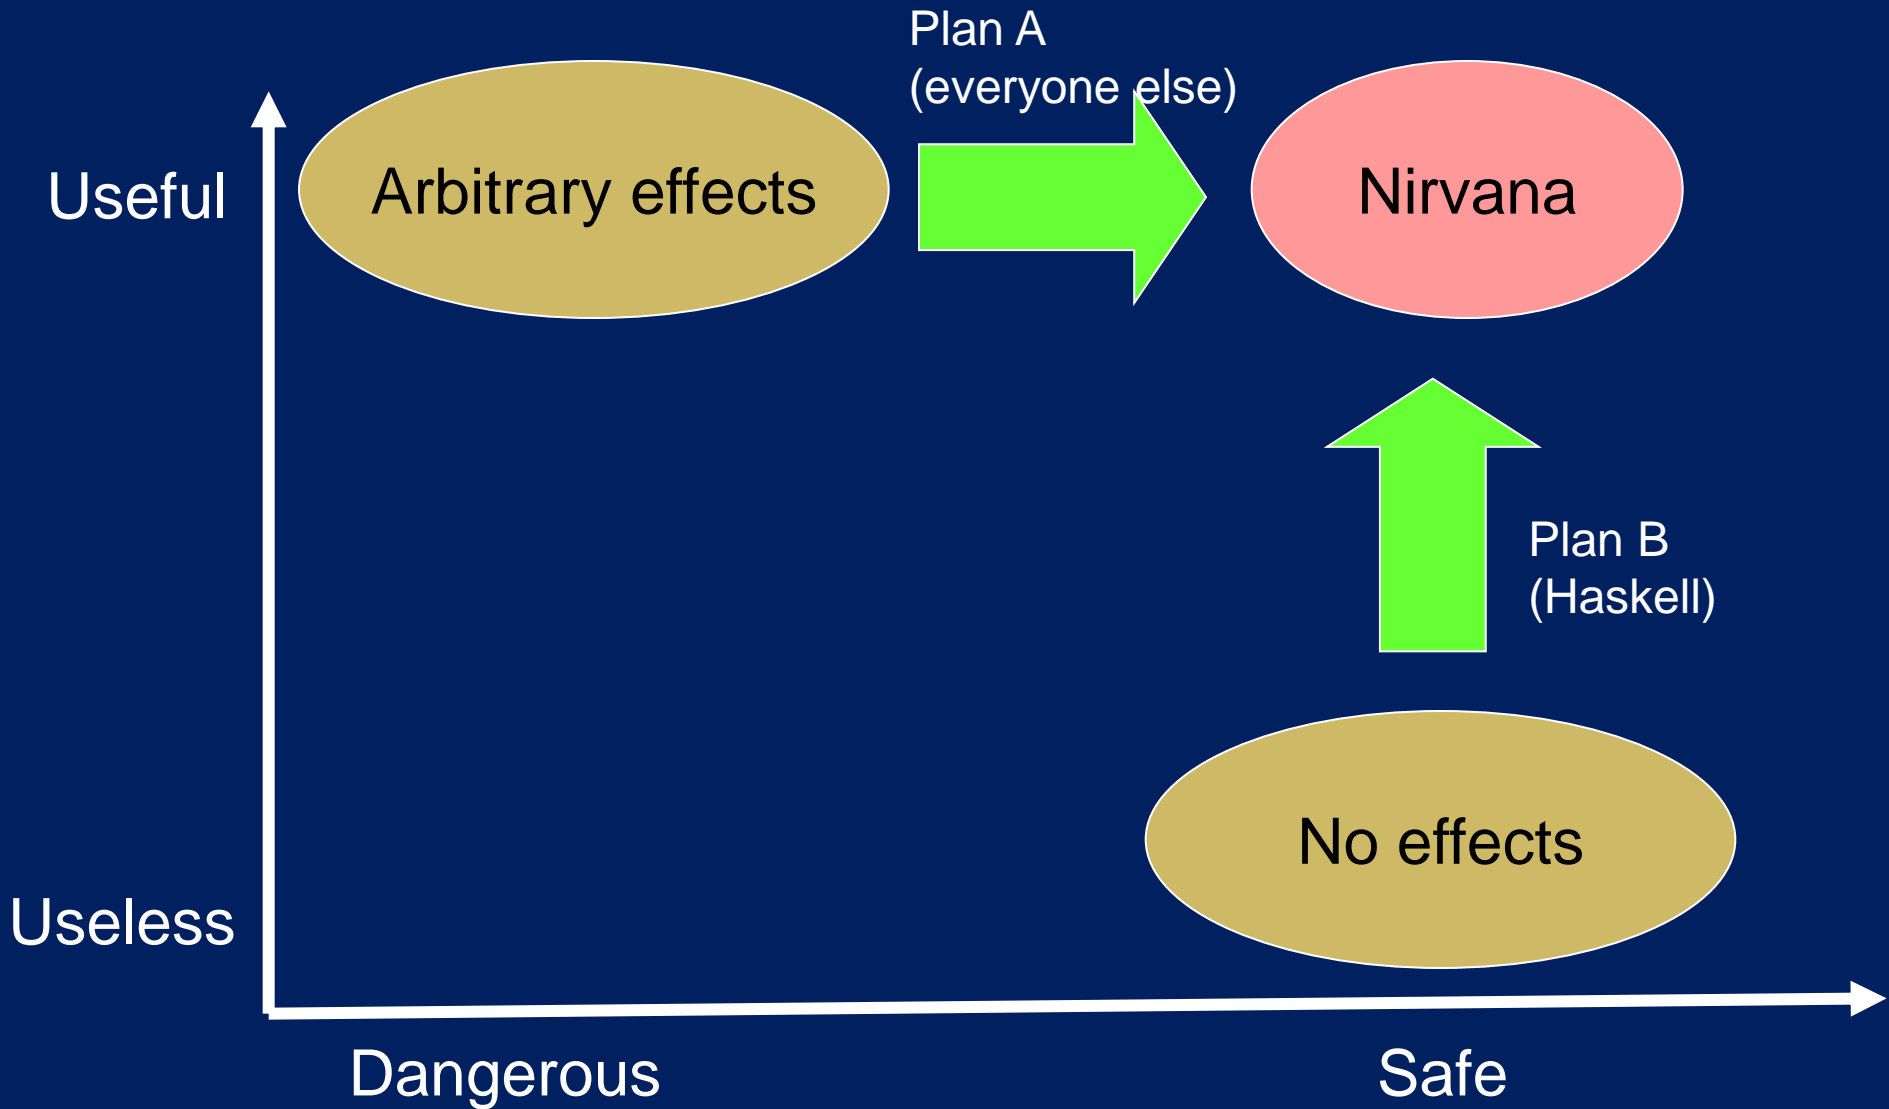 Plan A
(everyone else)
Useful
Arbitrary effects
Nirvana
Plan B
(Haskell)
No effects
Useless
Dangerous
Safe